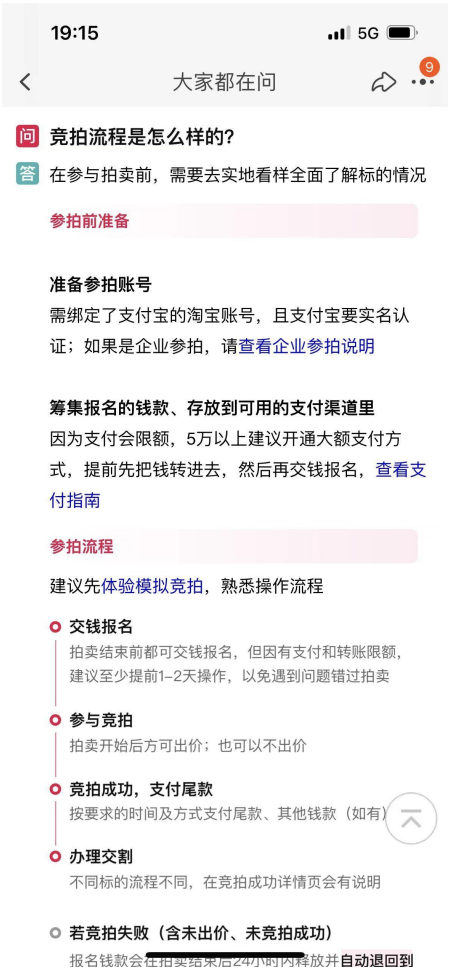 19:15
5G
大家都在问
9
问 竞拍流程是怎么样的?
答 在参与拍卖前，需要去实地看样全面了解标的情况
参拍前准备
准备参拍账号
需绑定了支付宝的淘宝账号，且支付宝要实名认
证；如果是企业参拍，请查看企业参拍说明
筹集报名的钱款、存放到可用的支付渠道里
因为支付会限额，5万以上建议开通大额支付方
式，提前先把钱转进去，然后再交钱报名，查看支
付指南
参拍流程
建议先体验模拟竞拍，熟悉操作流程
交钱报名
拍卖结束前都可交钱报名，但因有支付和转账限额，
建议至少提前1-2天操作，以免遇到问题错过拍卖
参与竞拍
拍卖开始后方可出价；也可以不出价
竞拍成功，支付尾款
按要求的时间及方式支付尾款、其他钱款（如有）
办理交割
不同标的流程不同，在竞拍成功详情页会有说明
若竞拍失败（含未出价、未竞拍成功）
报名钱款会在拍卖结束后24小时内释放并自动退回到